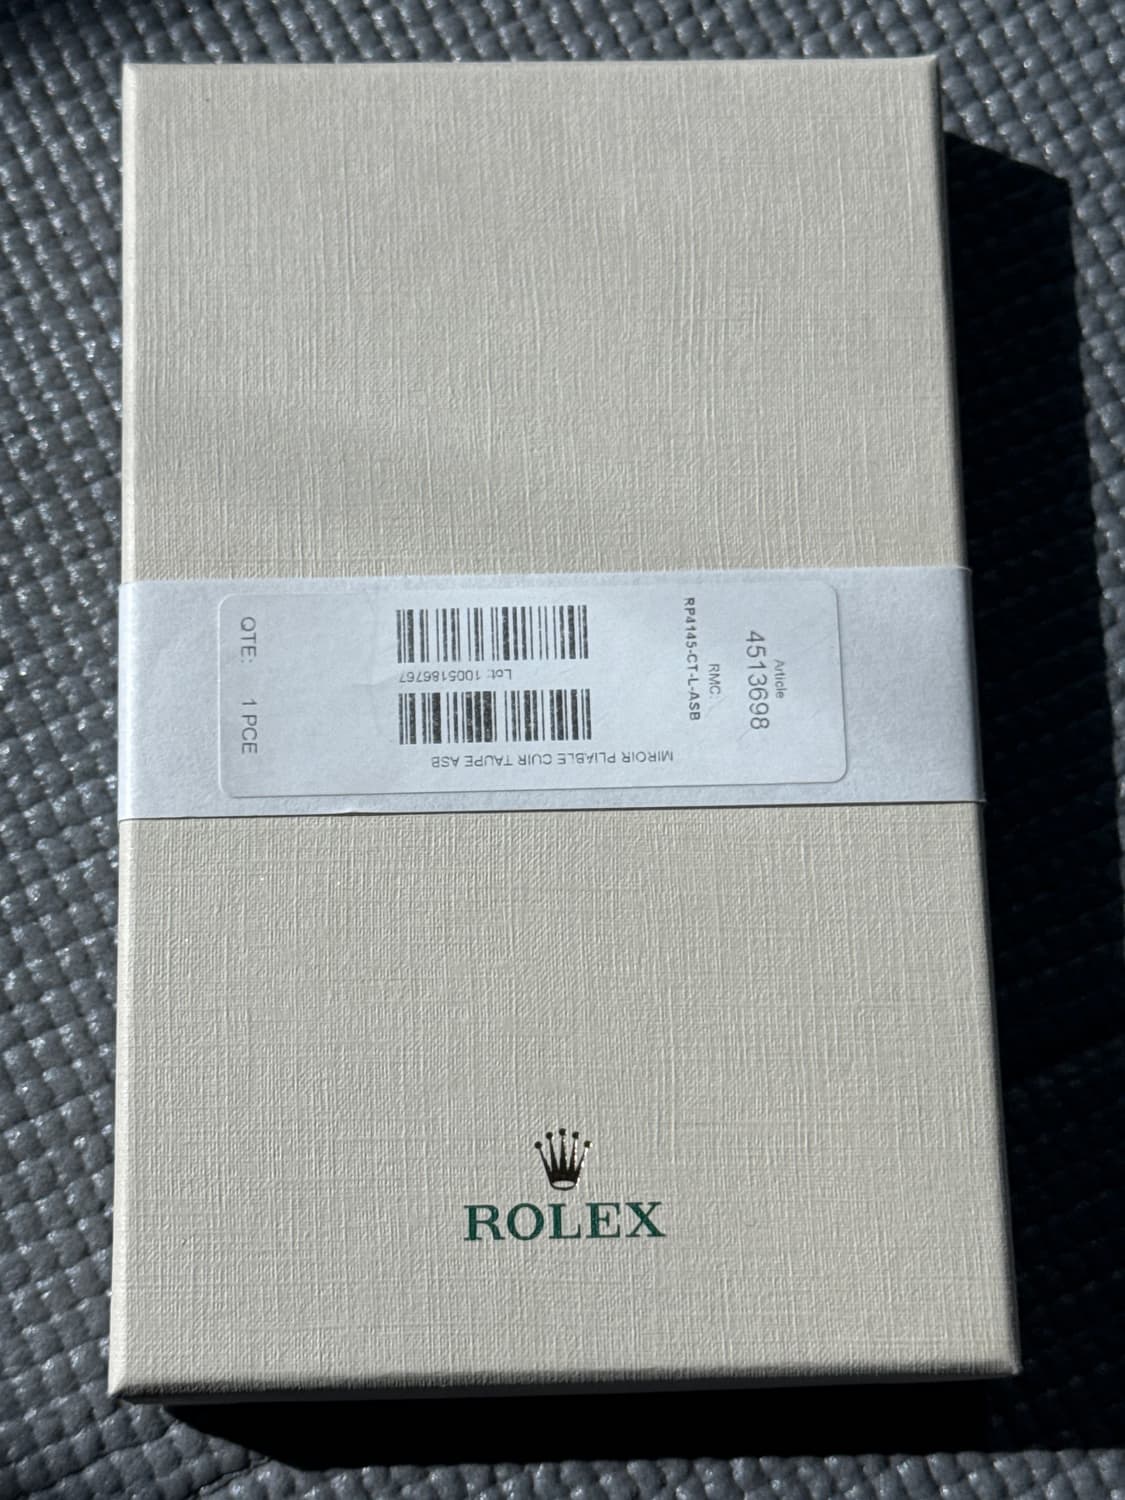 Article
4513698
RMC:
RP4145-CT-L-ASB
MIROIR PLIABLE CUIR TAUPE ASB
Lot: 1005186767
QTE: 1 PCE
ROLEX